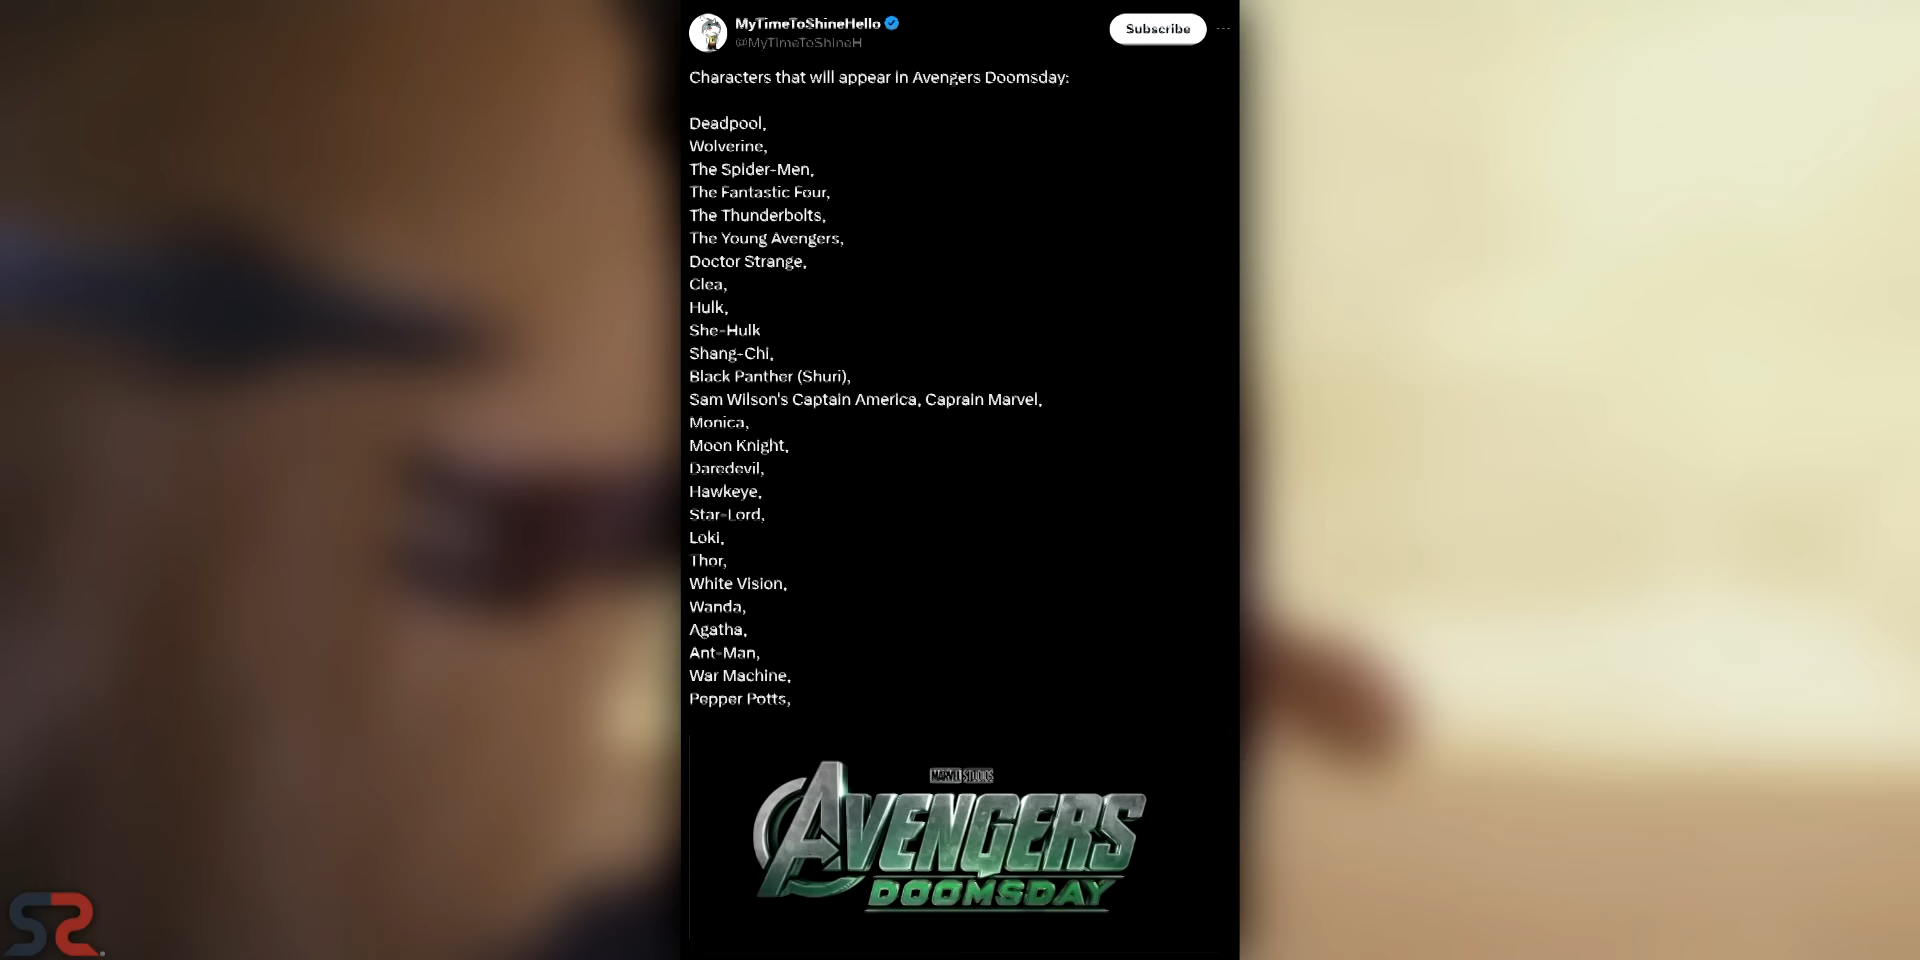 MyTimeToShineHello
@MyTimeToShineH
Subscribe
Characters that will appear in Avengers Doomsday:
Deadpool,
Wolverine,
The Spider-Men,
The Fantastic Four,
The Thunderbolts,
The Young Avengers,
Doctor Strange,
Clea,
Hulk,
She-Hulk
Shang-Chi,
Black Panther (Shuri),
Sam Wilson's Captain America, Caprain Marvel,
Monica,
Moon Knight,
Daredevil,
Hawkeye,
Star-Lord,
Loki,
Thor,
White Vision,
Wanda,
Agatha,
Ant-Man,
War Machine,
Pepper Potts,
MARVEL STUDIOS
AVENGERS
DOOMSDAY
SR